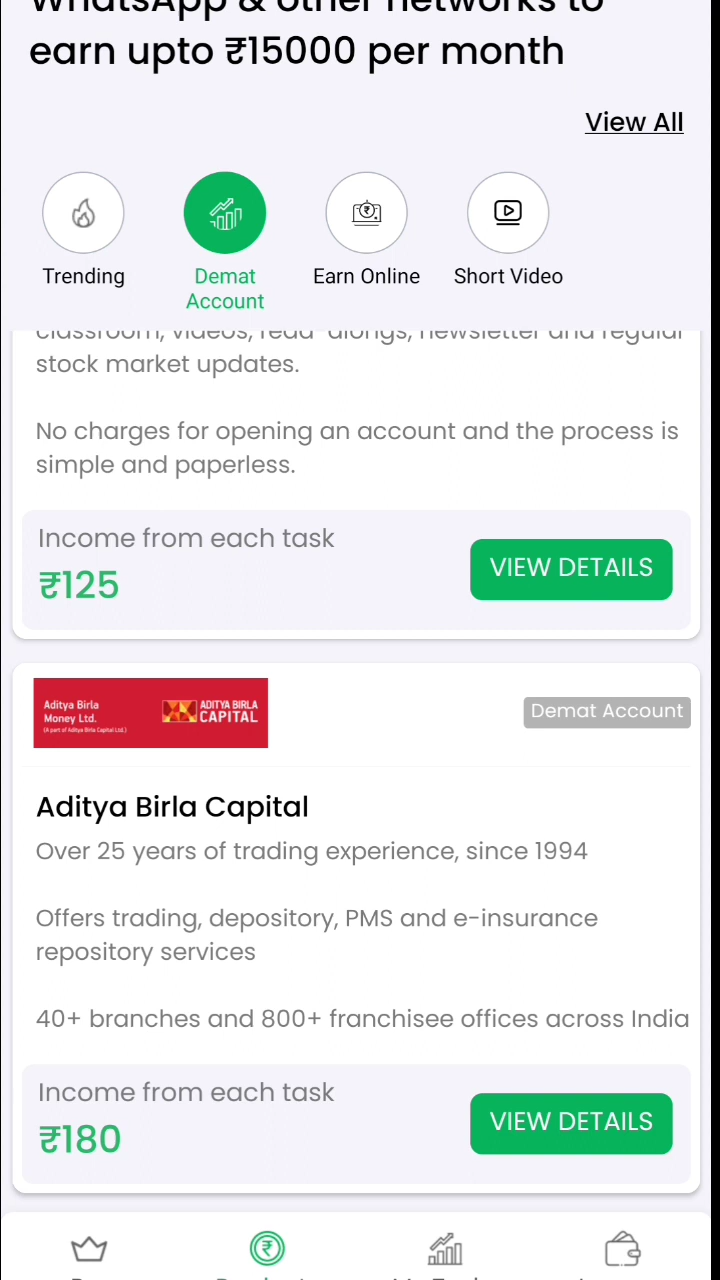 WhatsApp & other networks to
earn upto ₹15000 per month
View All
Trending
Demat
Account
Earn Online
Short Video
classroom, videos, read-alongs, newsletter and regular
stock market updates.
No charges for opening an account and the process is
simple and paperless.
Income from each task
₹125
VIEW DETAILS
Aditya Birla
Money Ltd.
(A part of Aditya Birla Capital Ltd.)
ADITYA BIRLA
CAPITAL
Demat Account
Aditya Birla Capital
Over 25 years of trading experience, since 1994
Offers trading, depository, PMS and e-insurance
repository services
40+ branches and 800+ franchisee offices across India
Income from each task
₹180
VIEW DETAILS